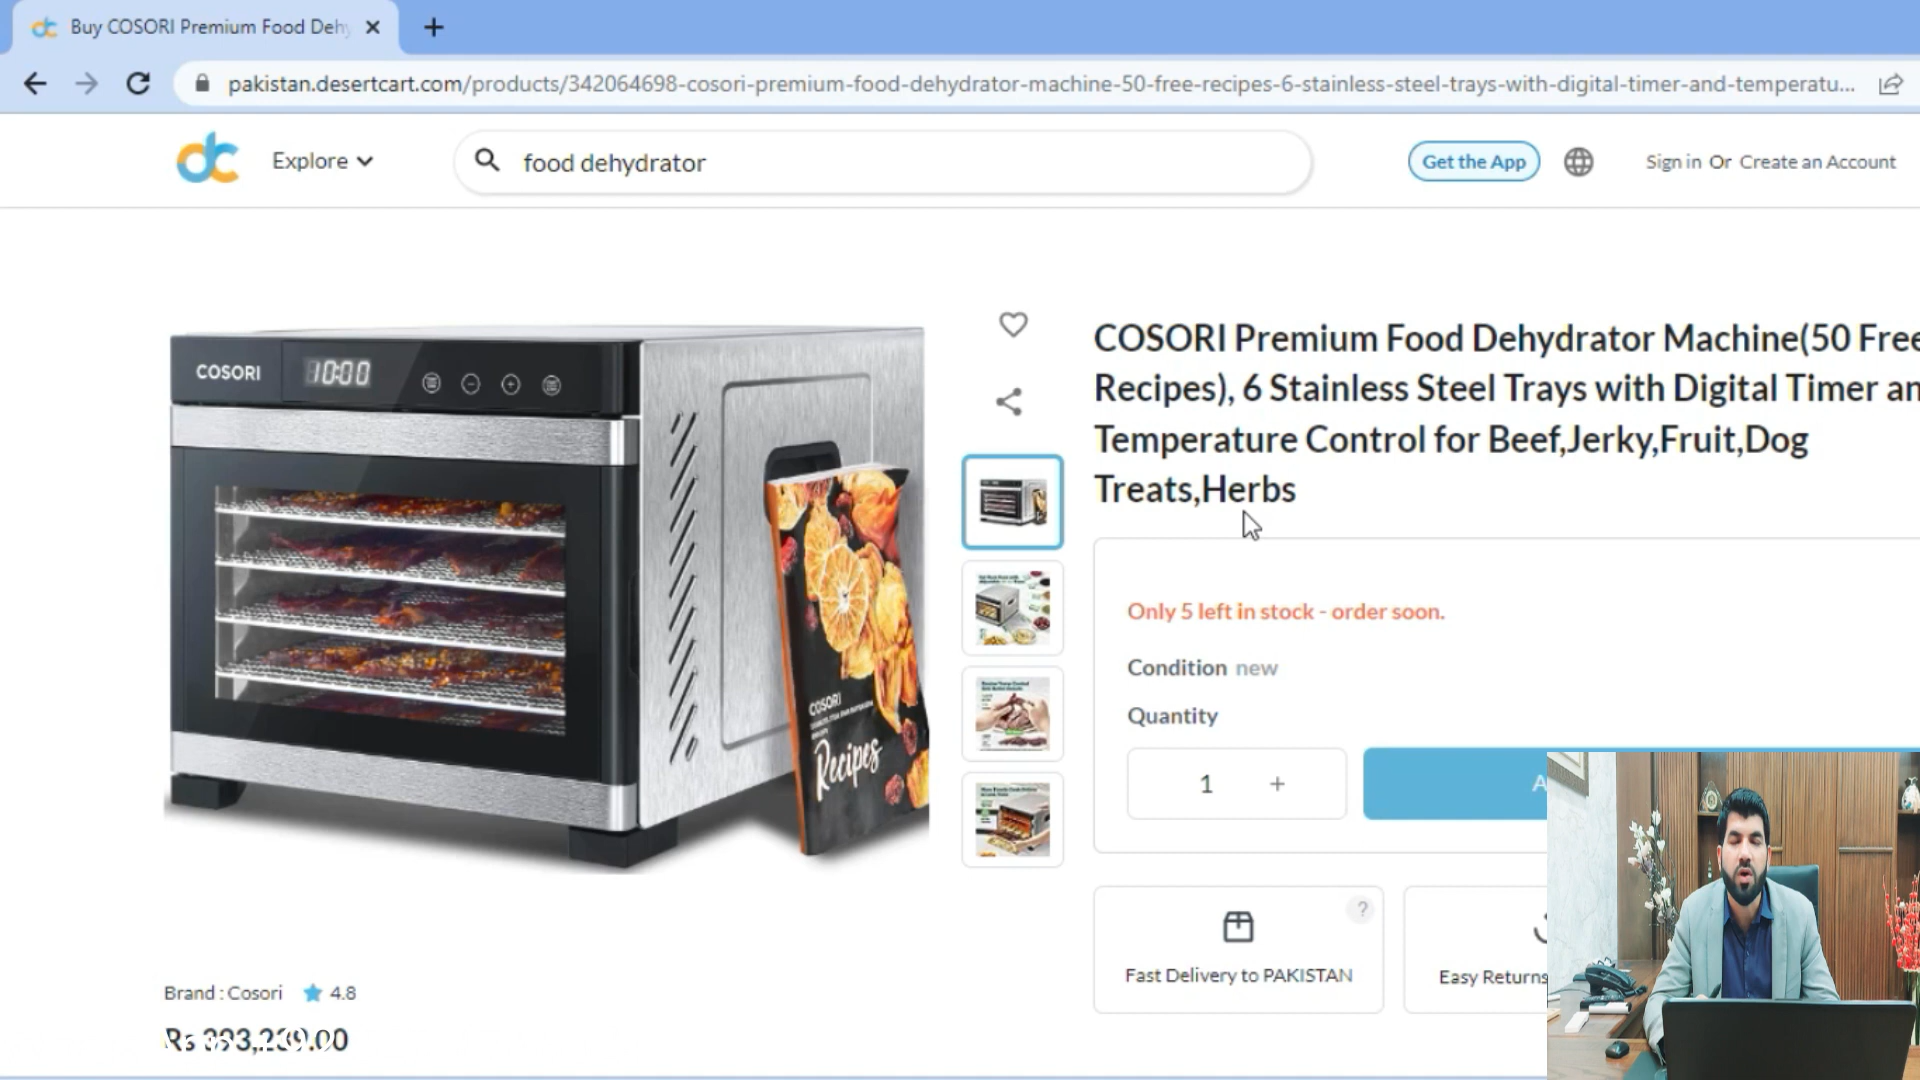 Buy COSORI Premium Food Deh
pakistan.desertcart.com/products/342064698-cosori-premium-food-dehydrator-machine-50-free-recipes-6-stainless-steel-trays-with-digital-timer-and-temperatu...
dc
Explore
food dehydrator
Get the App
Sign in Or Create an Account
COSORI
10:00
COSORI
Recipes
COSORI Premium Food Dehydrator Machine(50 Free
Recipes), 6 Stainless Steel Trays with Digital Timer an
Temperature Control for Beef,Jerky,Fruit,Dog
Treats,Herbs
Only 5 left in stock - order soon.
Condition new
Quantity
1 +
A
?
Fast Delivery to PAKISTAN
Easy Returns
Brand : Cosori 4.8
Rs